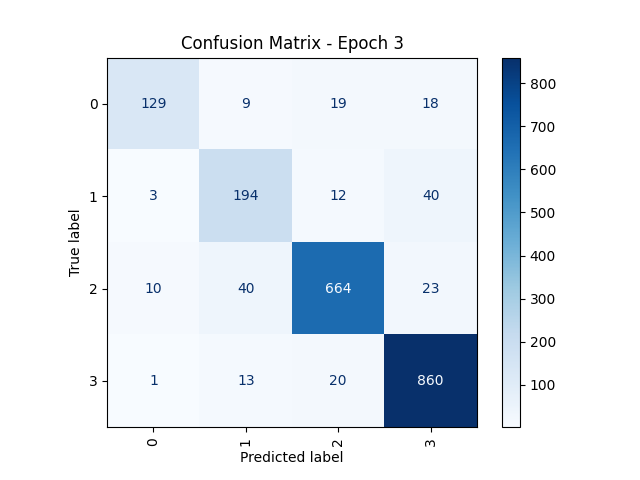 Confusion Matrix - Epoch 3
True label
0 129 9 19 18
1 3 194 12 40
2 10 40 664 23
3 1 13 20 860
0 1 2 3
Predicted label
800
700
600
500
400
300
200
100